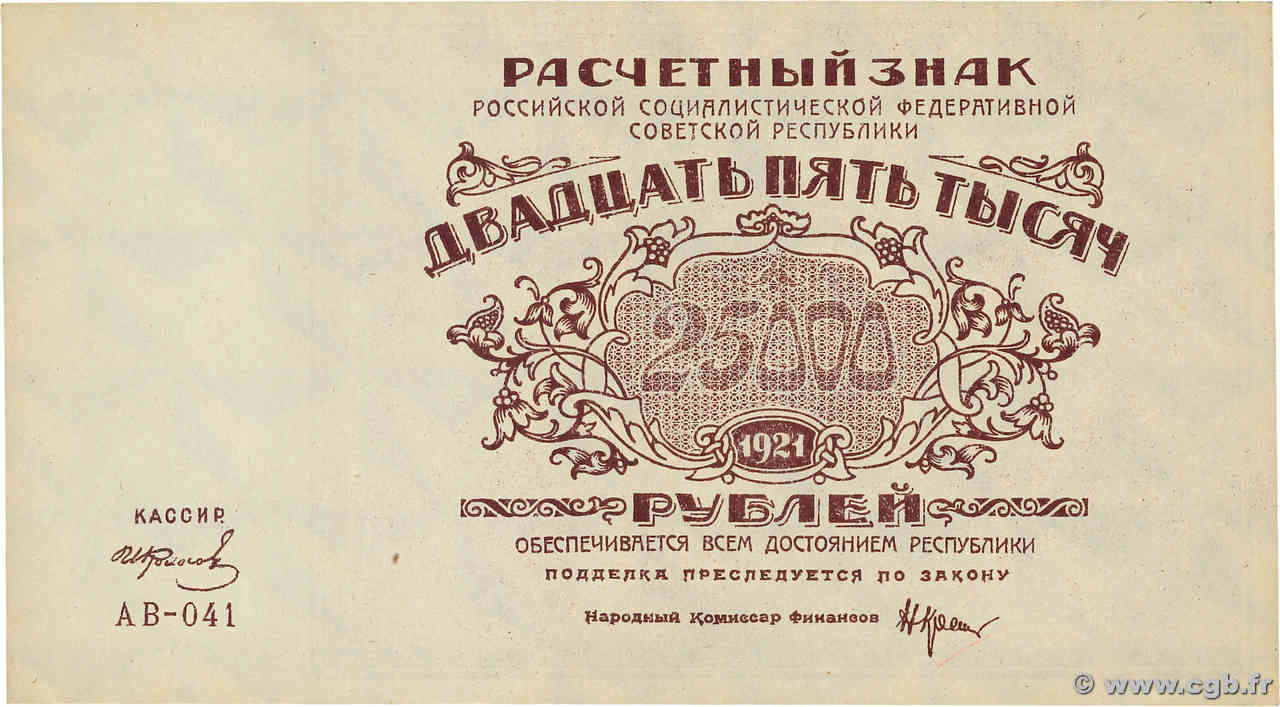 РАСЧЕТНЫЙ ЗНАК
РОССИЙСКОЙ СОЦИАЛИСТИЧЕСКОЙ ФЕДЕРАТИВНОЙ
СОВЕТСКОЙ РЕСПУБЛИКИ
ДВАДЦАТЬ ПЯТЬ ТЫСЯЧ
25000
1921
РУБЛЕЙ
ОБЕСПЕЧИВАЕТСЯ ВСЕМ ДОСТОЯНИЕМ РЕСПУБЛИКИ
ПОДДЕЛКА ПРЕСЛЕДУЕТСЯ ПО ЗАКОНУ
Народный Комиссар Финансов
КАССИР
АВ-041
© www.cgb.fr